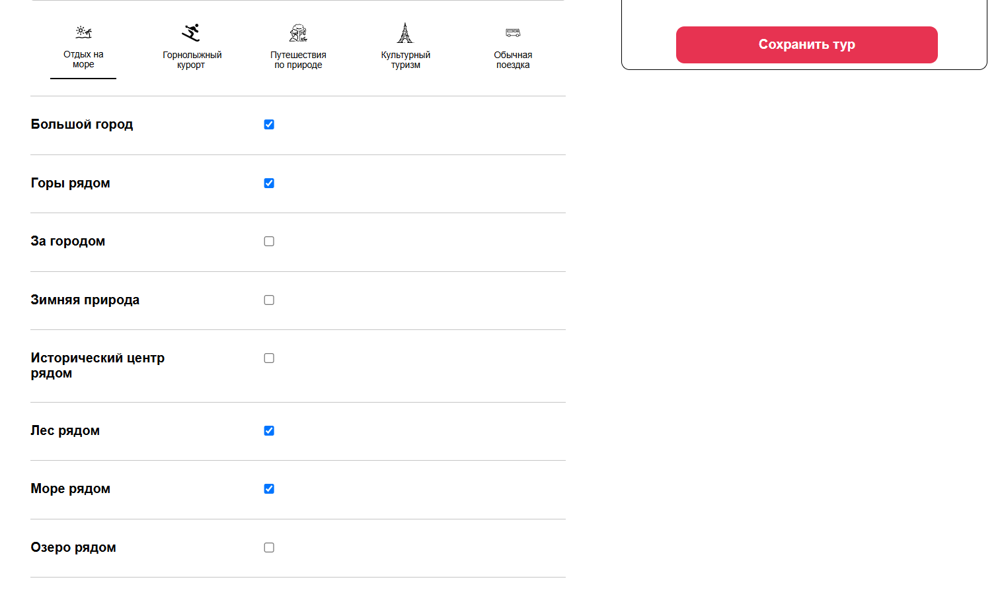 Отдых на
море
Горнолыжный
курорт
Путешествия
по природе
Культурный
туризм
Обычная
поездка
Сохранить тур
Большой город
Горы рядом
За городом
Зимняя природа
Исторический центр
рядом
Лес рядом
Море рядом
Озеро рядом